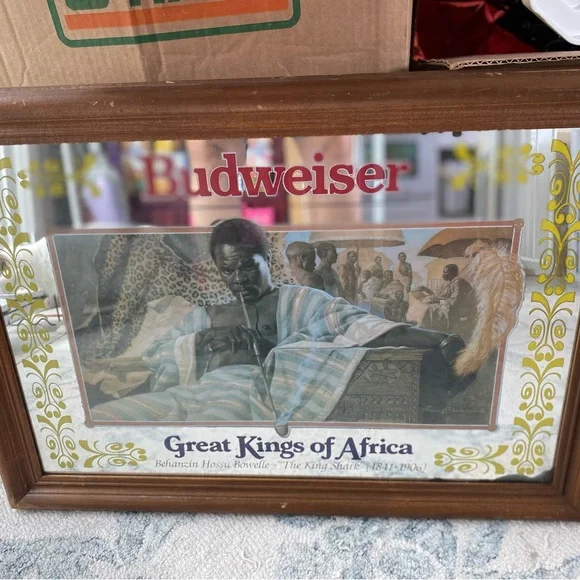 Budweiser
Great Kings of Africa
Behanzin Hossu Bowelle - "The King Shark" (1841-1906)